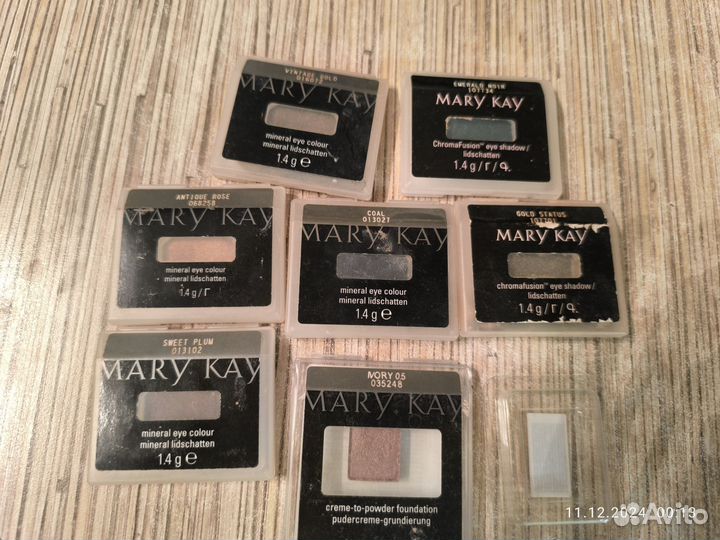 VINTAGE GOLD
MARY KAY
mineral eye colour
mineral lidschatten
1.4 g e
EMERALD NOIR
107734
MARY KAY
ChromaFusion™ eye shadow/
lidschatten
1.4 g/г/գ.
ANTIQUE ROSE
MARY KAY
mineral eye colour
mineral lidschatten
1.4 g/г
COAL
013027
MARY KAY
mineral eye colour
mineral lidschatten
1.4 g e
GOLD STATUS
MARY KAY
chromafusion™ eye shadow/
lidschatten
1.4 g/г/գ.
SWEET PLUM
013102
MARY KAY
mineral eye colour
mineral lidschatten
1.4 g e
IVORY 0.5
035248
MARY KAY
creme-to-powder foundation
pudercreme-grundierung
11.12.2024 00:13
Avito